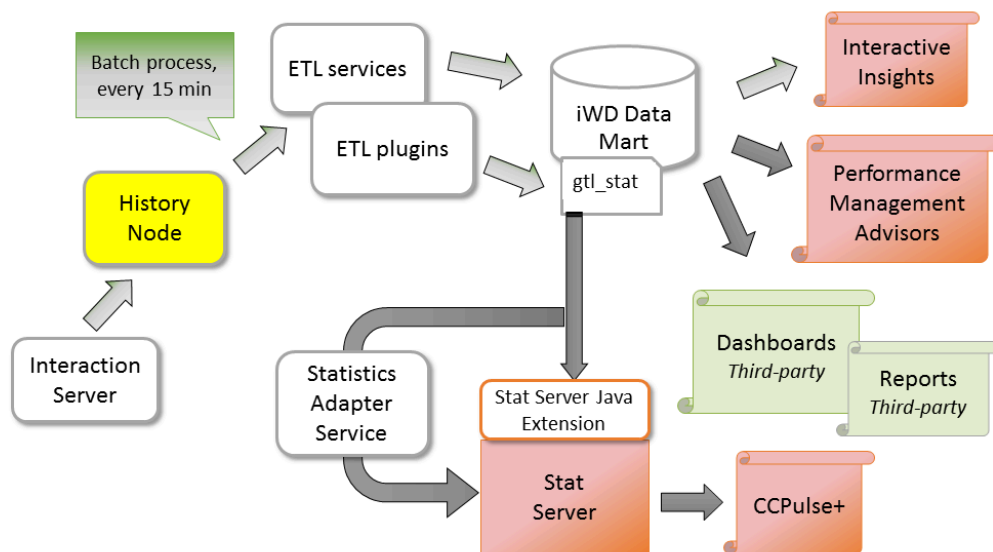 Batch process,
every 15 min
ETL services
ETL plugins
iWD Data
Mart
gtl_stat
Interactive
Insights
Performance
Management
Advisors
History
Node
Interaction
Server
Statistics
Adapter
Service
Stat Server Java
Extension
Stat
Server
Dashboards
Third-party
Reports
Third-party
CCPulse+